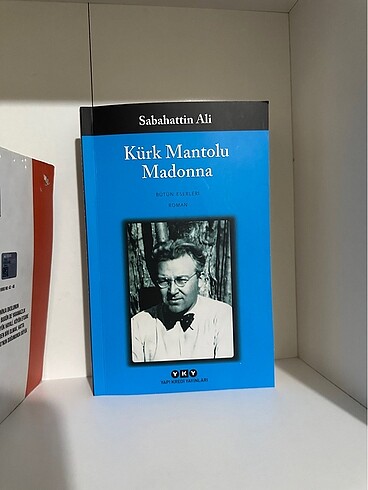 Sabahattin Ali
Kürk Mantolu
Madonna
BÜTÜN ESERLERİ
ROMAN
YKY
YAPI KREDİ YAYINLARI